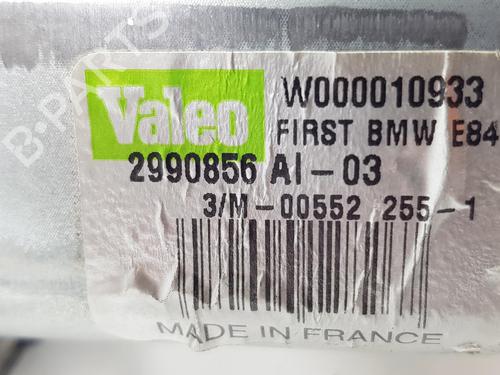 B-PARTS
Valeo
W000010933
FIRST BMW E84
2990856 AI-03
3/M-00552 255-1
MADE IN FRANCE